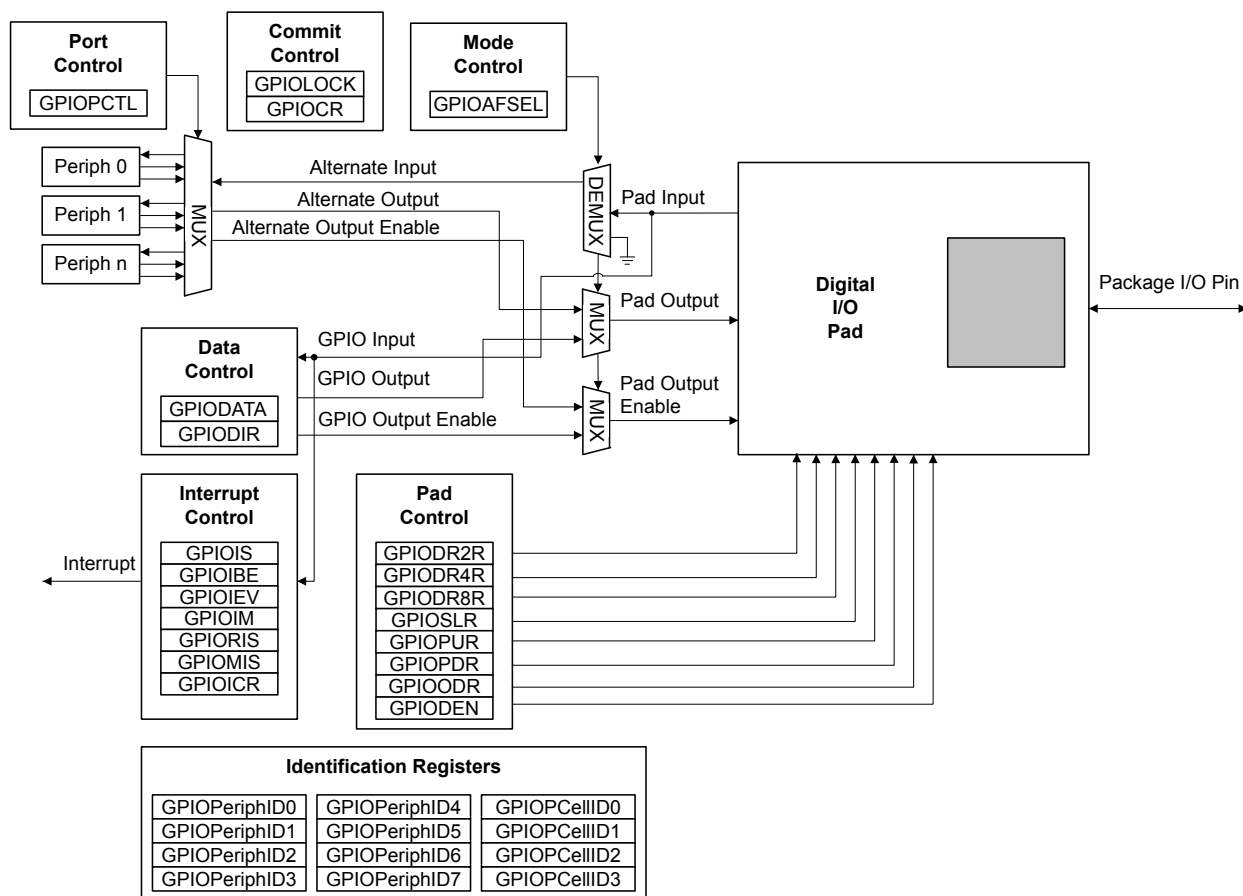 Port
Control
GPIOPCTL
Commit
Control
GPIOLOCK
GPIOCR
Mode
Control
GPIOAFSEL
Periph 0
Periph 1
Periph n
MUX
Alternate Input
Alternate Output
Alternate Output Enable
DEMUX
Pad Input
MUX
Pad Output
MUX
Pad Output
Enable
Digital
I/O
Pad
Package I/O Pin
Data
Control
GPIODATA
GPIODIR
GPIO Input
GPIO Output
GPIO Output Enable
Interrupt
Control
GPIOIS
GPIOIBE
GPIOIEV
GPIOIM
GPIORIS
GPIOMIS
GPIOICR
Interrupt
Pad
Control
GPIODR2R
GPIODR4R
GPIODR8R
GPIOSLR
GPIOPUR
GPIOPDR
GPIOODR
GPIODEN
Identification Registers
GPIOPeriphID0
GPIOPeriphID1
GPIOPeriphID2
GPIOPeriphID3
GPIOPeriphID4
GPIOPeriphID5
GPIOPeriphID6
GPIOPeriphID7
GPIOPCellID0
GPIOPCellID1
GPIOPCellID2
GPIOPCellID3